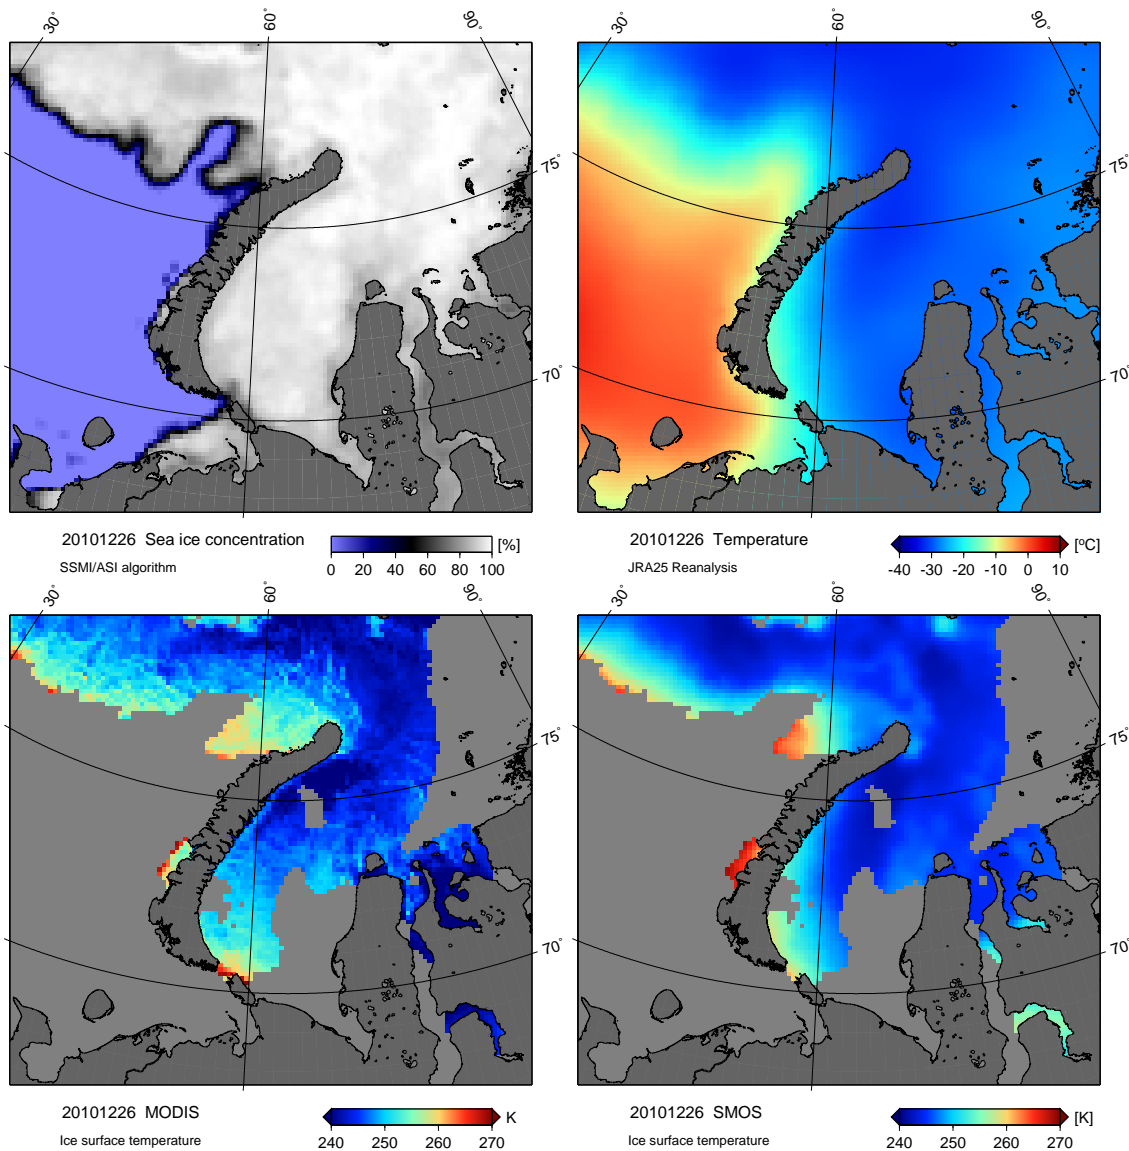 30° 60° 90°
30° 60° 90°
75°
75°
70°
70°
20101226 Sea ice concentration [%]
SSMI/ASI algorithm 0 20 40 60 80 100
20101226 Temperature [°C]
JRA25 Reanalysis -40 -30 -20 -10 0 10
30° 60° 90°
30° 60° 90°
75°
75°
70°
70°
20101226 MODIS K
Ice surface temperature 240 250 260 270
20101226 SMOS [K]
Ice surface temperature 240 250 260 270